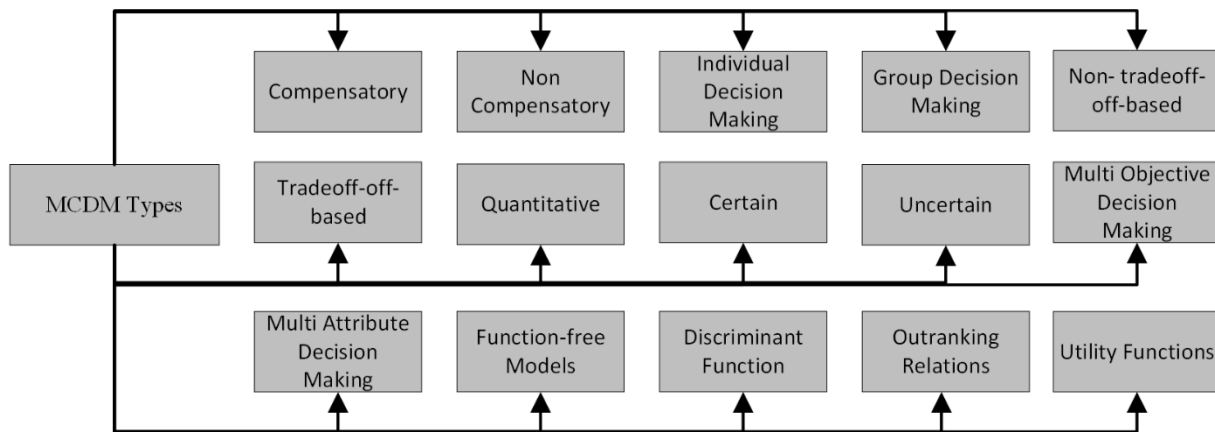 Compensatory
Non
Compensatory
Individual
Decision
Making
Group Decision
Making
Non- tradeoff-
off-based
MCDM Types
Tradeoff-off-
based
Quantitative
Certain
Uncertain
Multi Objective
Decision
Making
Multi Attribute
Decision
Making
Function-free
Models
Discriminant
Function
Outranking
Relations
Utility Functions